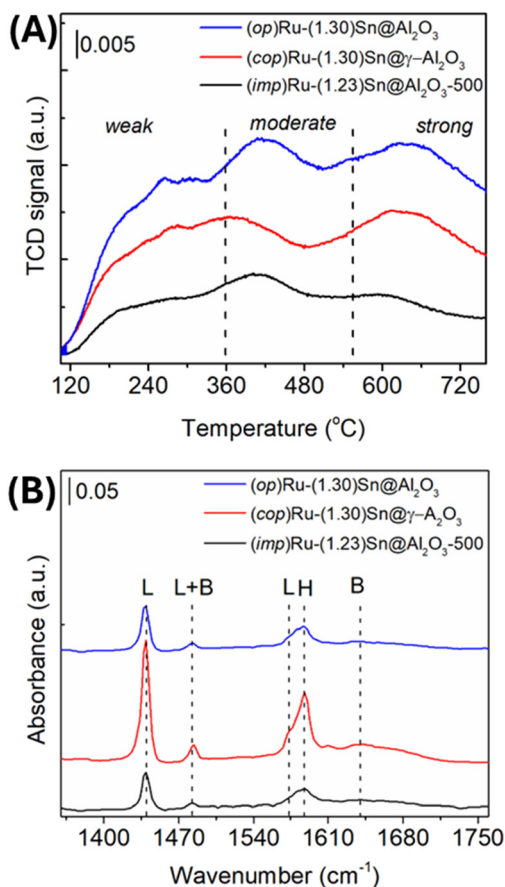 (A)
0.005
(op)Ru-(1.30)Sn@Al₂O₃
(cop)Ru-(1.30)Sn@γ–Al₂O₃
(imp)Ru-(1.23)Sn@Al₂O₃-500
weak moderate strong
TCD signal (a.u.)
120 240 360 480 600 720
Temperature (°C)
(B)
0.05
(op)Ru-(1.30)Sn@Al₂O₃
(cop)Ru-(1.30)Sn@γ–A₂O₃
(imp)Ru-(1.23)Sn@Al₂O₃-500
L L+B L H B
Absorbance (a.u.)
1400 1470 1540 1610 1680 1750
Wavenumber (cm⁻¹)